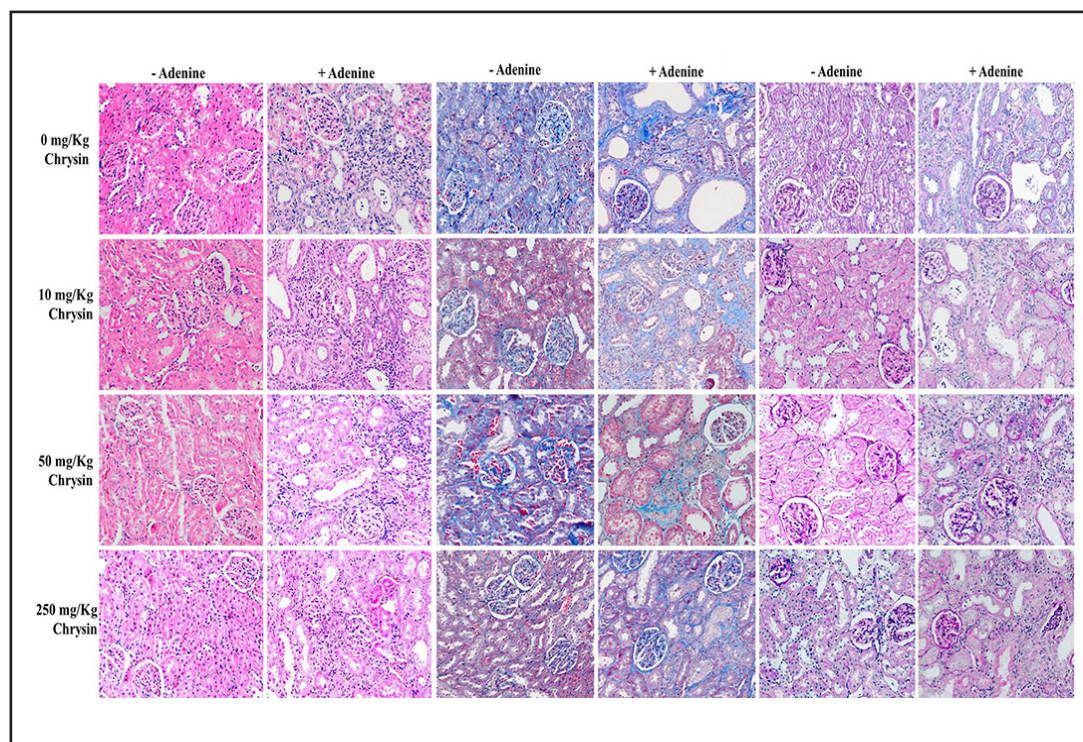 - Adenine
+ Adenine
- Adenine
+ Adenine
- Adenine
+ Adenine
0 mg/Kg
Chrysin
10 mg/Kg
Chrysin
50 mg/Kg
Chrysin
250 mg/Kg
Chrysin